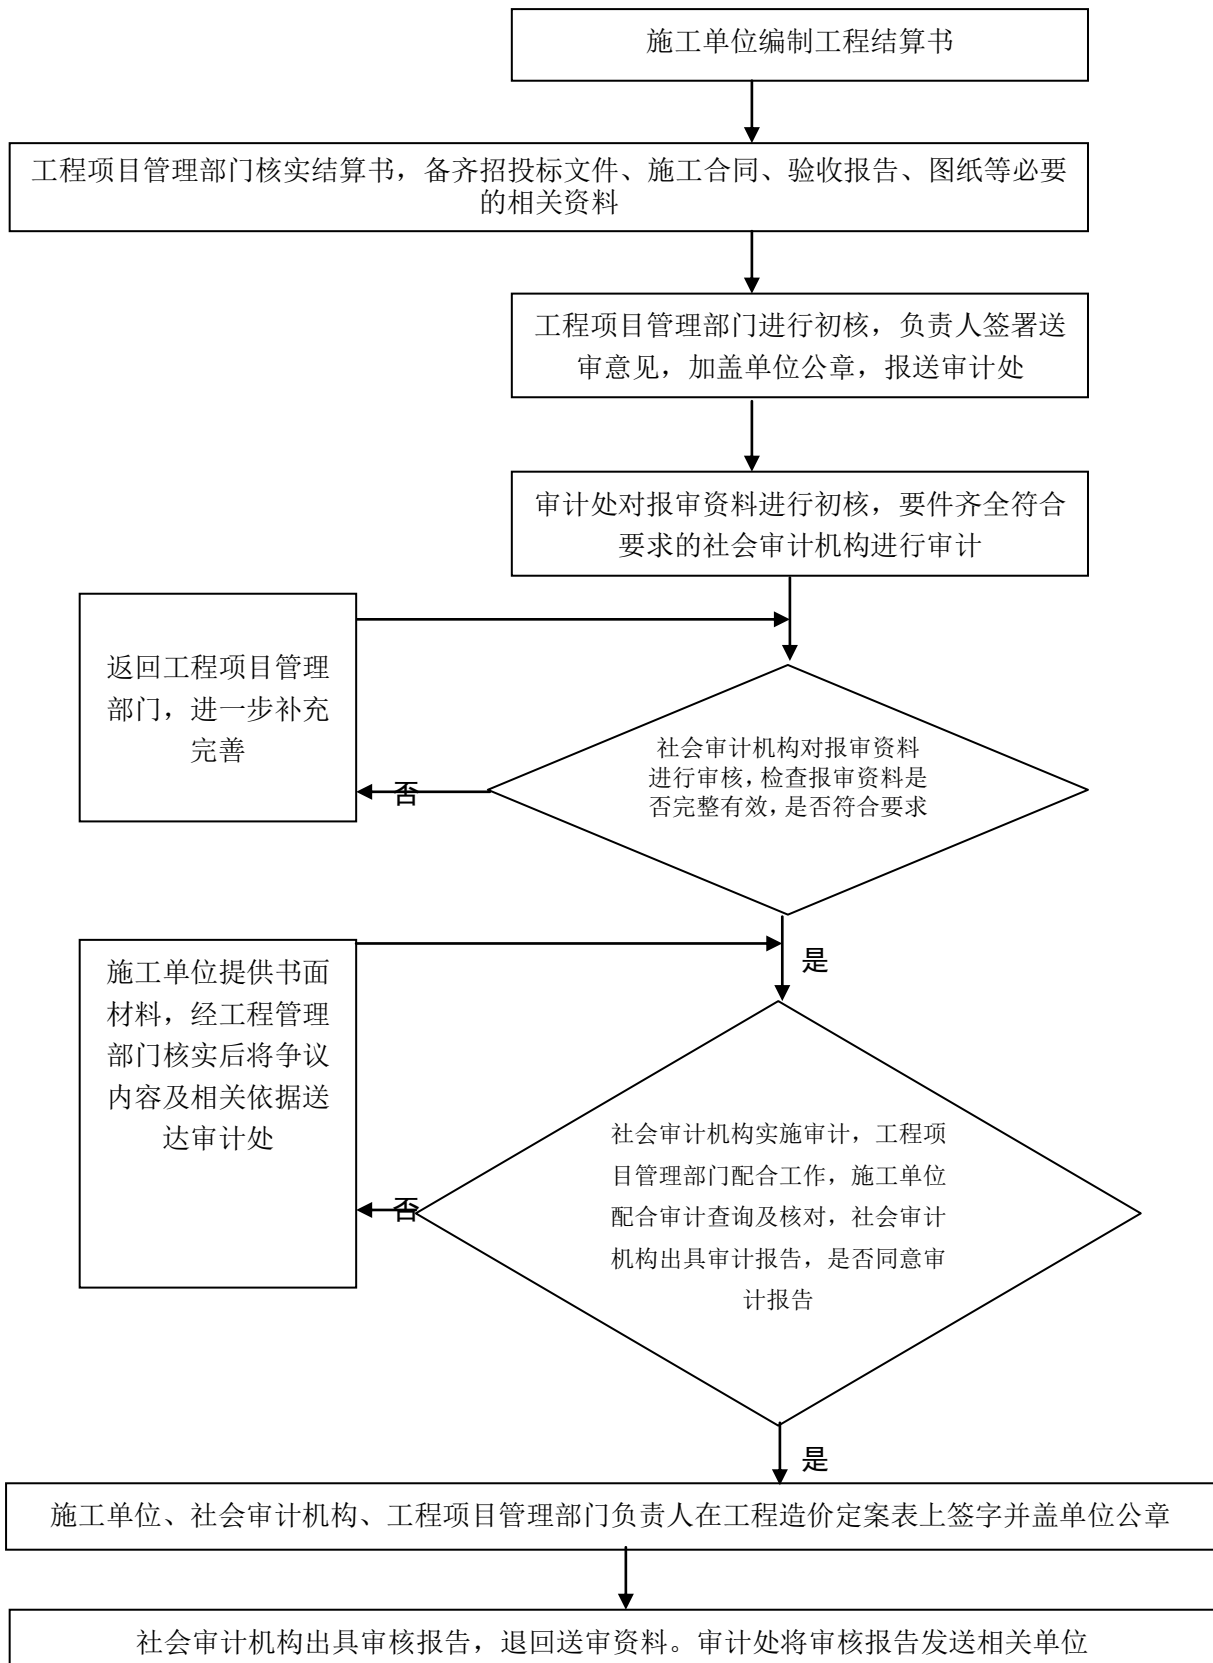 施工单位编制工程结算书
工程项目管理部门核实结算书，备齐招投标文件、施工合同、验收报告、图纸等必要
的相关资料
工程项目管理部门进行初核，负责人签署送
审意见，加盖单位公章，报送审计处
审计处对报审资料进行初核，要件齐全符合
要求的社会审计机构进行审计
返回工程项目管理
部门，进一步补充
完善
社会审计机构对报审资料
进行审核，检查报审资料是
否完整有效，是否符合要求
否
是
施工单位提供书面
材料，经工程管理
部门核实后将争议
内容及相关依据送
达审计处
社会审计机构实施审计，工程项
目管理部门配合工作，施工单位
配合审计查询及核对，社会审计
机构出具审计报告，是否同意审
计报告
否
是
施工单位、社会审计机构、工程项目管理部门负责人在工程造价定案表上签字并盖单位公章
社会审计机构出具审核报告，退回送审资料。审计处将审核报告发送相关单位